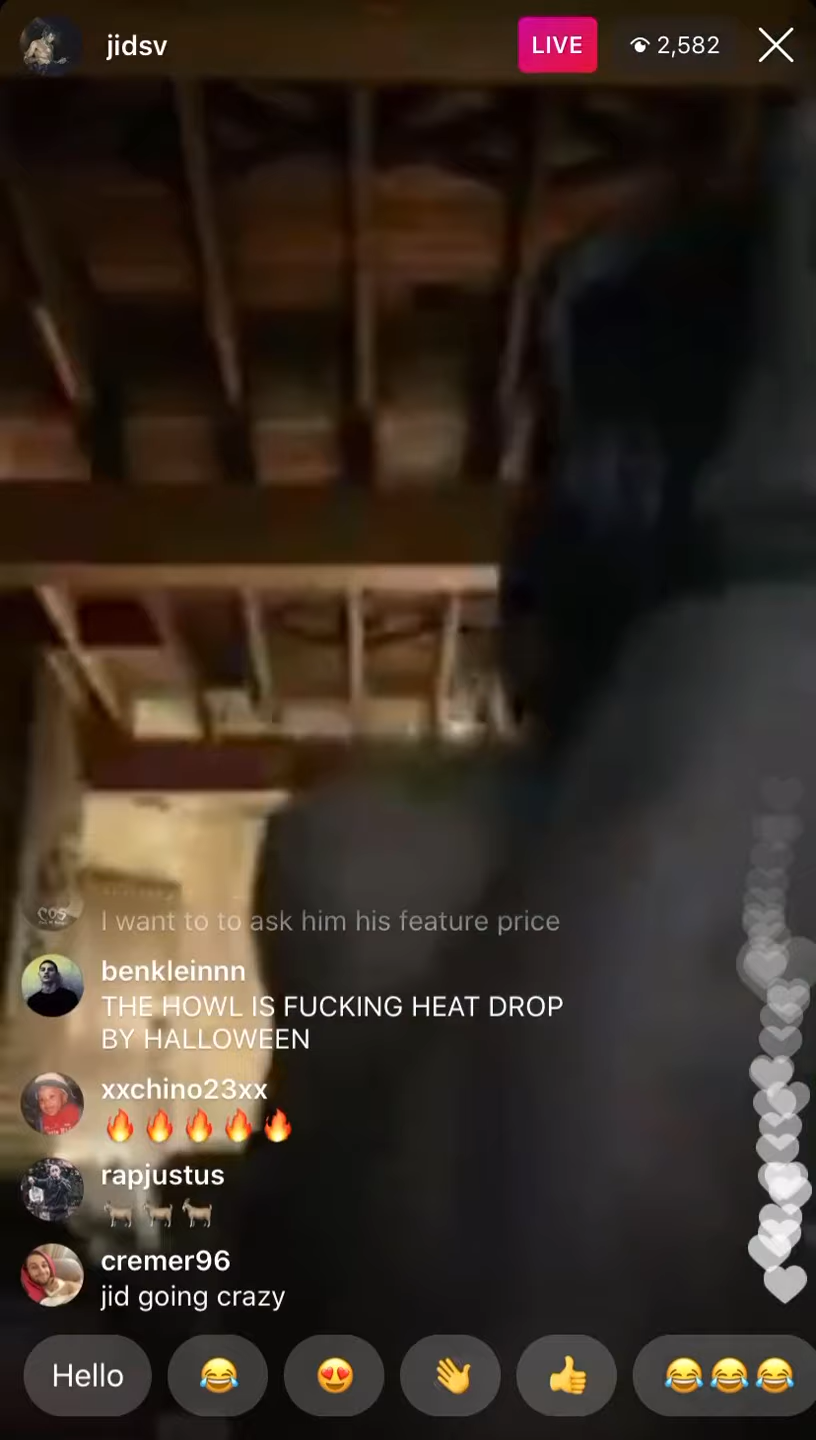 jidsv
LIVE
2,582
COS
I want to to ask him his feature price
benkleinnn
THE HOWL IS FUCKING HEAT DROP
BY HALLOWEEN
xxchino23xx
🔥🔥🔥🔥🔥
rapjustus
🐐🐐🐐
cremer96
jid going crazy
Hello
😂
😍
👋
👍
😂😂😂